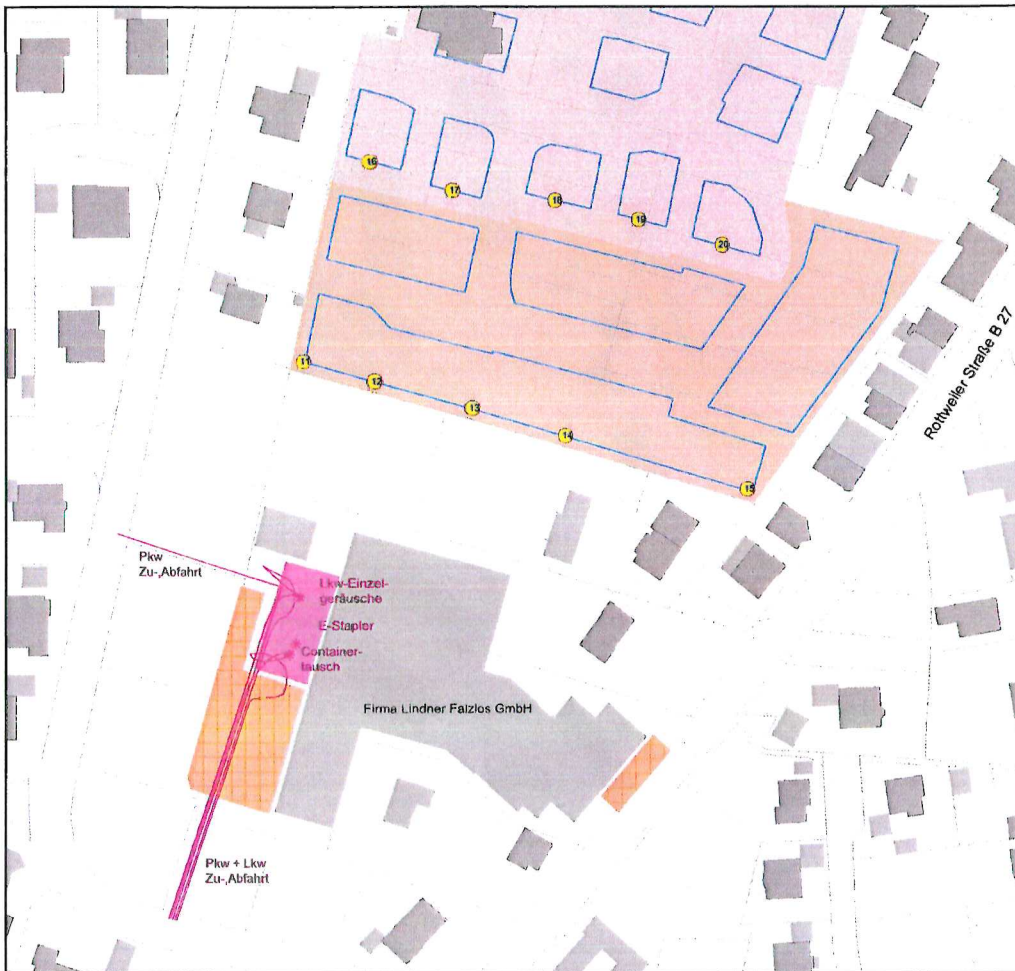 16
17
18
19
20
11
12
13
14
15
Rottweiler Straße B 27
Pkw
Zu-,Abfahrt
Lkw-Einzel-
geräusche
E-Stapler
Container-
tausch
Firma Lindner Falzlos GmbH
Pkw + Lkw
Zu-,Abfahrt